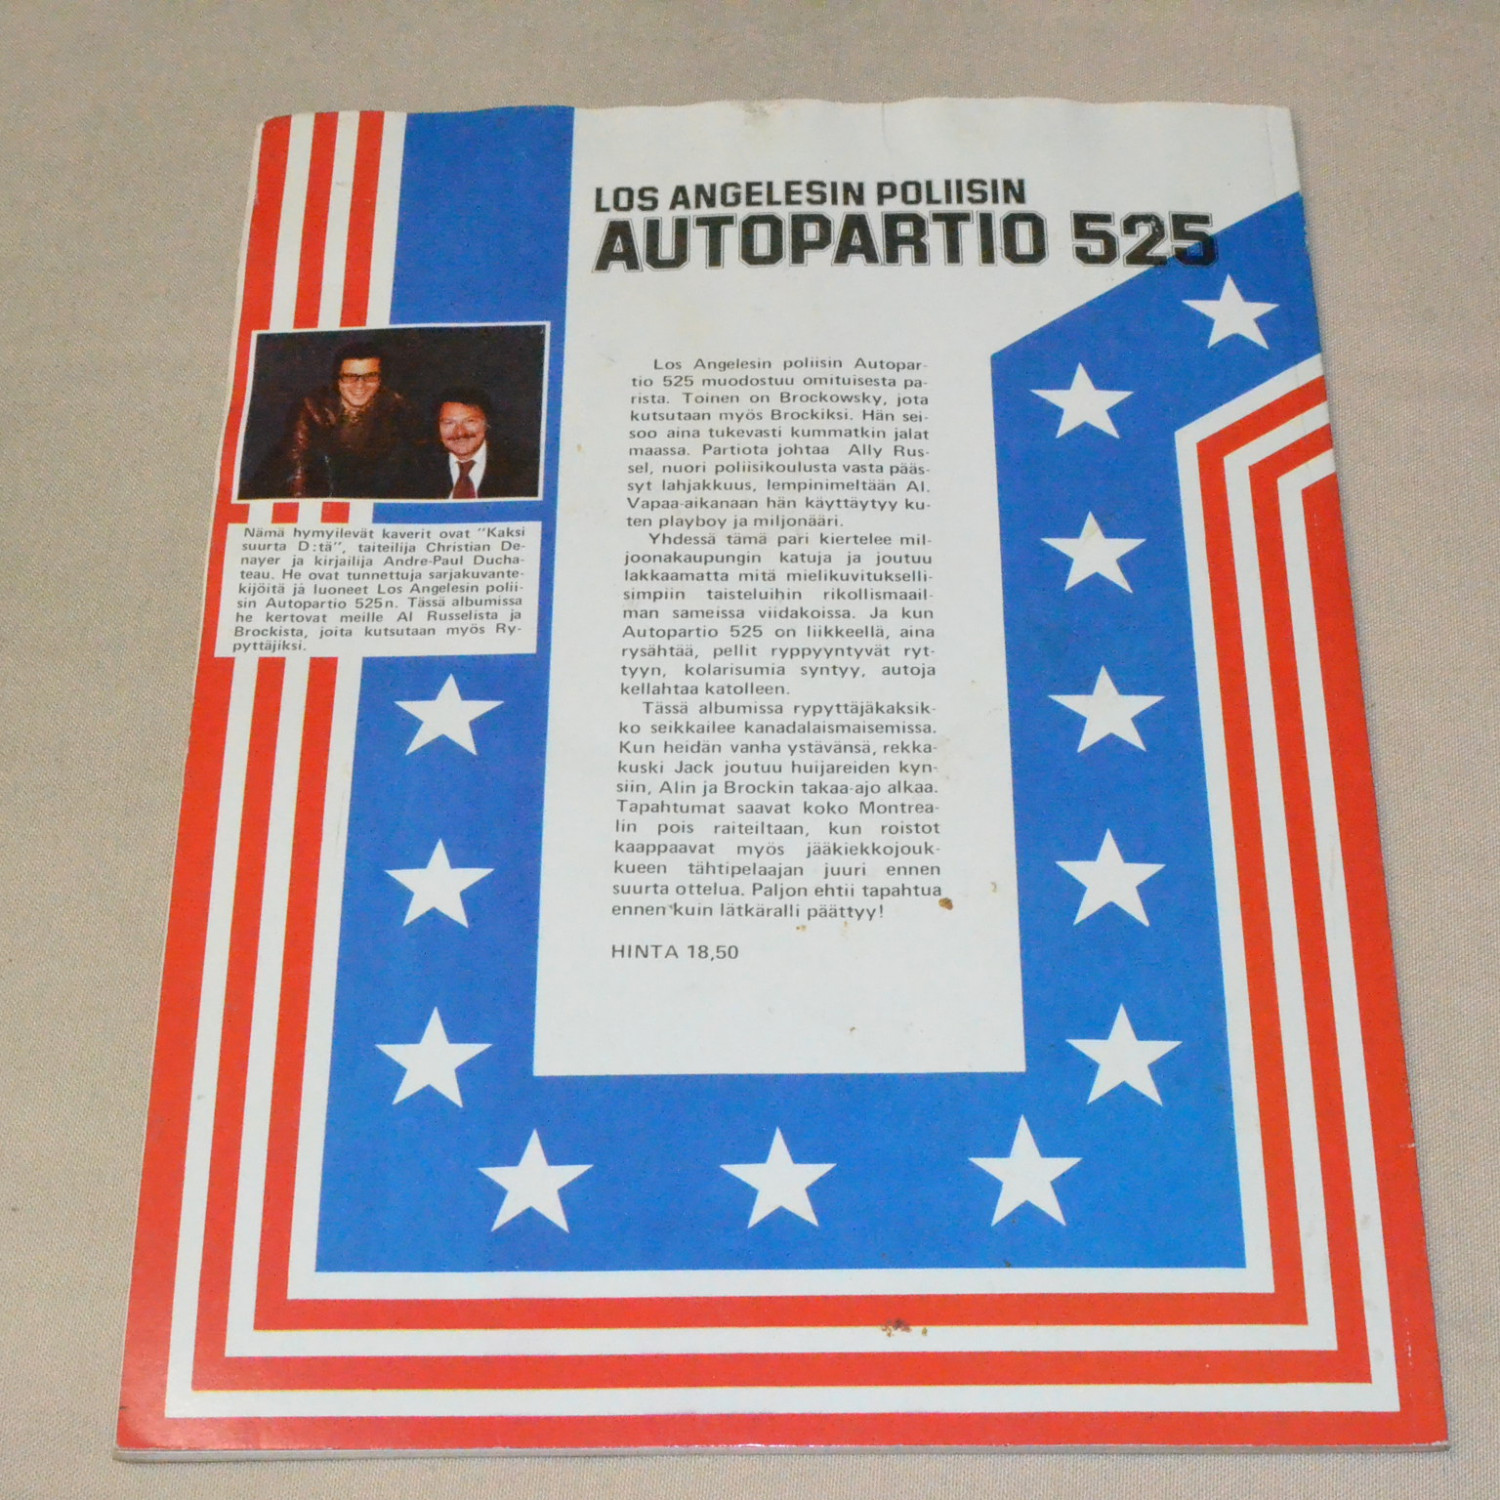 LOS ANGELESIN POLIISIN
AUTOPARTIO 525
Nämä hymyilevät kaverit ovat "Kaksi
suurta D:tä", taiteilija Christian De-
nayer ja kirjailija Andre-Paul Ducha-
teau. He ovat tunnettuja sarjakuvante-
kijöitä ja luoneet Los Angelesin polii-
sin Autopartio 525n. Tässä albumissa
he kertovat meille Al Russelista ja
Brockista, joita kutsutaan myös Ry-
pyttäjiksi.
Los Angelesin poliisin Autopar-
tio 525 muodostuu omituisesta pa-
rista. Toinen on Brockowsky, jota
kutsutaan myös Brockiksi. Hän sei-
soo aina tukevasti kummatkin jalat
maassa. Partiota johtaa Ally Rus-
sel, nuori poliisikoulusta vasta pääs-
syt lahjakkuus, lempinimeltään Al.
Vapaa-aikanaan hän käyttäytyy ku-
ten playboy ja miljonääri.
Yhdessä tämä pari kiertelee mil-
joonakaupungin katuja ja joutuu
lakkaamatta mitä mielikuvitukselli-
simpiin taisteluihin rikollismaail-
man sameissa viidakoissa. Ja kun
Autopartio 525 on liikkeellä, aina
rysähtää, pellit ryppyyntyvät ryt-
tyyn, kolarisumia syntyy, autoja
kellahtaa katolleen.
Tässä albumissa rypyttäjäkaksik-
ko seikkailee kanadalaismaisemissa.
Kun heidän vanha ystävänsä, rekka-
kuski Jack joutuu huijareiden kyn-
siin, Alin ja Brockin takaa-ajo alkaa.
Tapahtumat saavat koko Montrea-
lin pois raiteiltaan, kun roistot
kaappaavat myös jääkiekkojouk-
kueen tähtipelaajan juuri ennen
suurta ottelua. Paljon ehtii tapahtua
ennen kuin lätkäralli päättyy!
HINTA 18,50